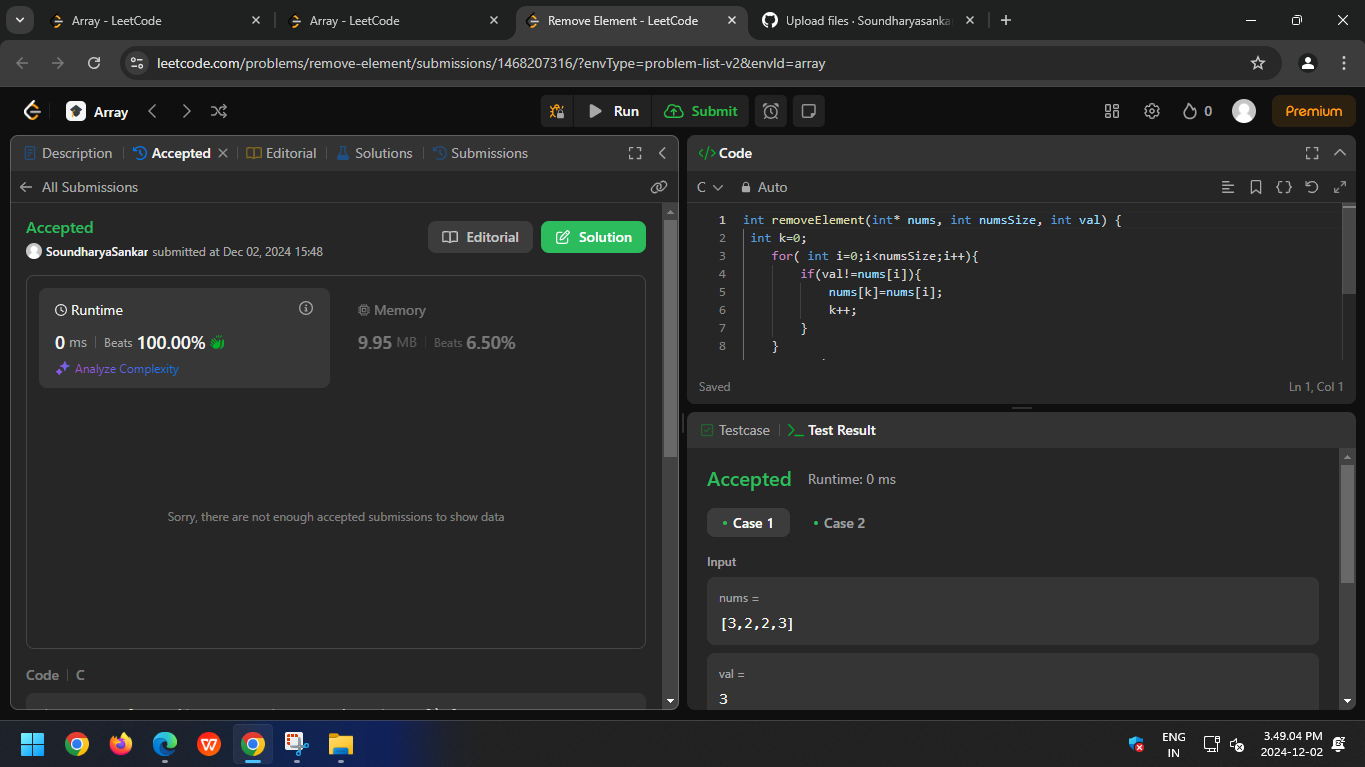 Array - LeetCode
Array - LeetCode
Remove Element - LeetCode
Upload files · Soundharyasanka
leetcode.com/problems/remove-element/submissions/1468207316/?envType=problem-list-v2&envId=array
Array
Run
Submit
0
Premium
Description
Accepted
Editorial
Solutions
Submissions
All Submissions
Accepted
SoundharyaSankar submitted at Dec 02, 2024 15:48
Editorial
Solution
Runtime
0 ms | Beats 100.00%
Analyze Complexity
Memory
9.95 MB | Beats 6.50%
Sorry, there are not enough accepted submissions to show data
Code | C
</> Code
C
Auto
1 int removeElement(int* nums, int numsSize, int val) {
2 int k=0;
3 for( int i=0;i<numsSize;i++){
4 if(val!=nums[i]){
5 nums[k]=nums[i];
6 k++;
7 }
8 }
Saved
Ln 1, Col 1
Testcase
Test Result
Accepted
Runtime: 0 ms
• Case 1
• Case 2
Input
nums =
[3,2,2,3]
val =
3
W
ENG
IN
3.49.04 PM
2024-12-02